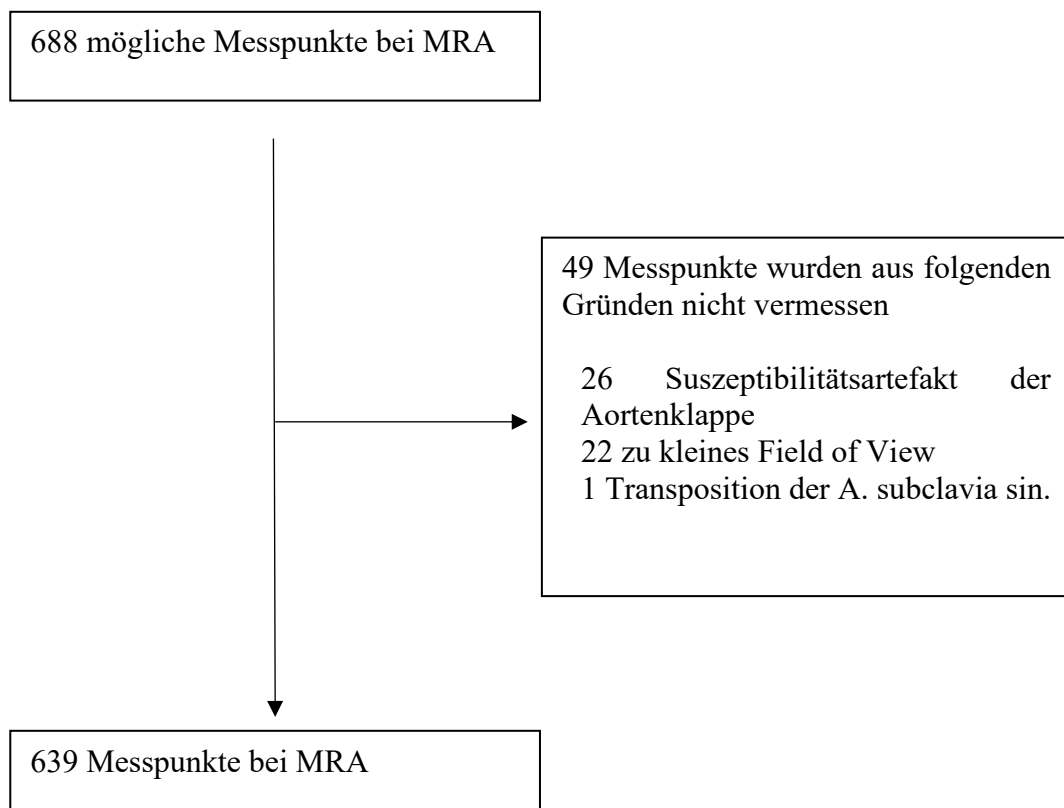 688 mögliche Messpunkte bei MRA
49 Messpunkte wurden aus folgenden
Gründen nicht vermessen
26 Suszeptibilitätsartefakt der
Aortenklappe
22 zu kleines Field of View
1 Transposition der A. subclavia sin.
639 Messpunkte bei MRA